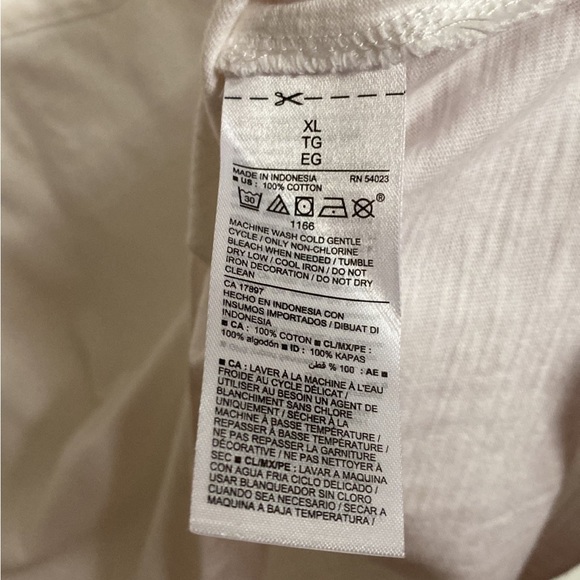 XL
TG
EG
MADE IN INDONESIA RN 54023
■ US : 100% COTTON
30 ®
1166
MACHINE WASH COLD GENTLE
CYCLE / ONLY NON-CHLORINE
BLEACH WHEN NEEDED / TUMBLE
DRY LOW / COOL IRON / DO NOT
IRON DECORATION / DO NOT DRY
CLEAN
CA 17897
HECHO EN INDONESIA CON
INSUMOS IMPORTADOS / DIBUAT DI
INDONESIA
■ CA : 100% COTON ■ CL/MX/PE :
100% algodón ■ ID : 100% KAPAS
■ AE : 100 % قطن
■ CA : LAVER À LA MACHINE À L'EAU
FROIDE AU CYCLE DÉLICAT /
UTILISER AU BESOIN UN AGENT DE
BLANCHIMENT SANS CHLORE
UNIQUEMENT / SÉCHER À LA
MACHINE À BASSE TEMPÉRATURE /
REPASSER À BASSE TEMPÉRATURE /
NE PAS REPASSER LA GARNITURE
DÉCORATIVE / NE PAS NETTOYER À
SEC ■ CL/MX/PE : LAVAR A MAQUINA
CON AGUA FRIA CICLO DELICADO /
USAR BLANQUEADOR SIN CLORO
CUANDO SEA NECESARIO / SECAR A
MAQUINA A BAJA TEMPERATURA /